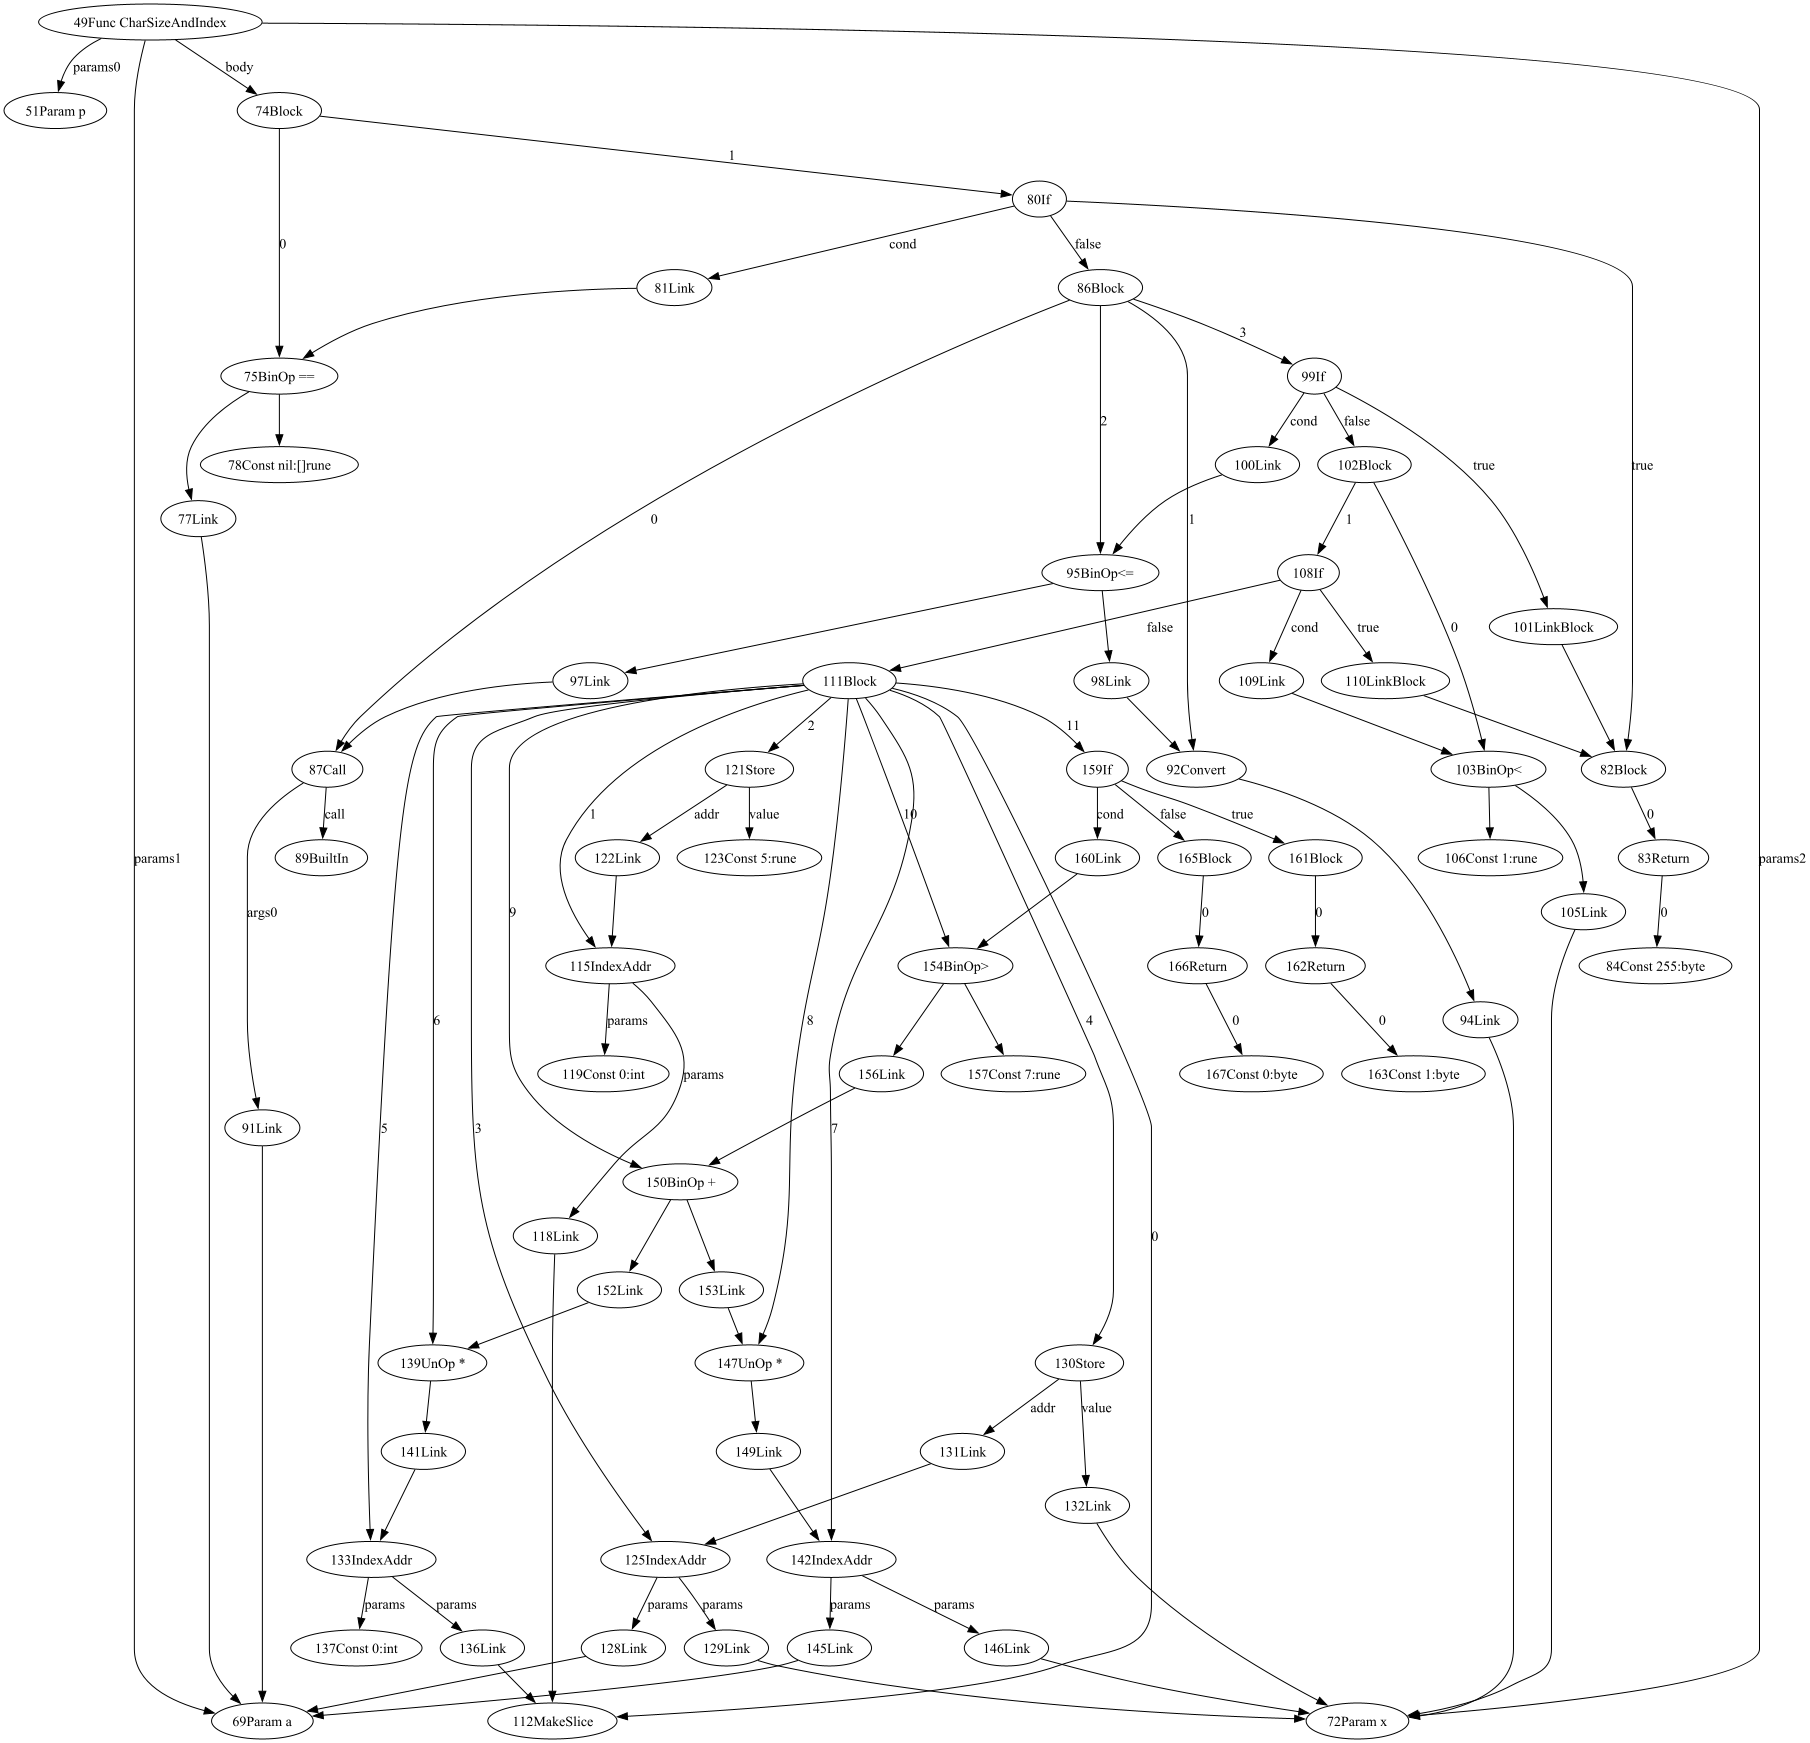 49Func CharSizeAndIndex
params0
body
51Param p
74Block
1
80If
0
cond
false
81Link
86Block
3
75BinOp ==
99If
2
cond
false
78Const nil:[]rune
100Link
102Block
true
true
77Link
0
1
1
95BinOp<=
108If
false
cond
true
0
101LinkBlock
97Link
111Block
98Link
109Link
110LinkBlock
2
11
87Call
121Store
159If
92Convert
103BinOp<
82Block
call
1
addr
value
10
cond
false
true
0
params1
89BuiltIn
122Link
123Const 5:rune
160Link
165Block
161Block
106Const 1:rune
83Return
params2
args0
9
0
0
105Link
0
115IndexAddr
154BinOp>
166Return
162Return
84Const 255:byte
6
params
8
4
0
0
94Link
119Const 0:int
params
156Link
157Const 7:rune
167Const 0:byte
163Const 1:byte
91Link
5
3
7
150BinOp +
118Link
0
152Link
153Link
139UnOp *
147UnOp *
130Store
addr
value
141Link
149Link
131Link
132Link
133IndexAddr
125IndexAddr
142IndexAddr
params
params
params
params
params
params
137Const 0:int
136Link
128Link
129Link
145Link
146Link
69Param a
112MakeSlice
72Param x